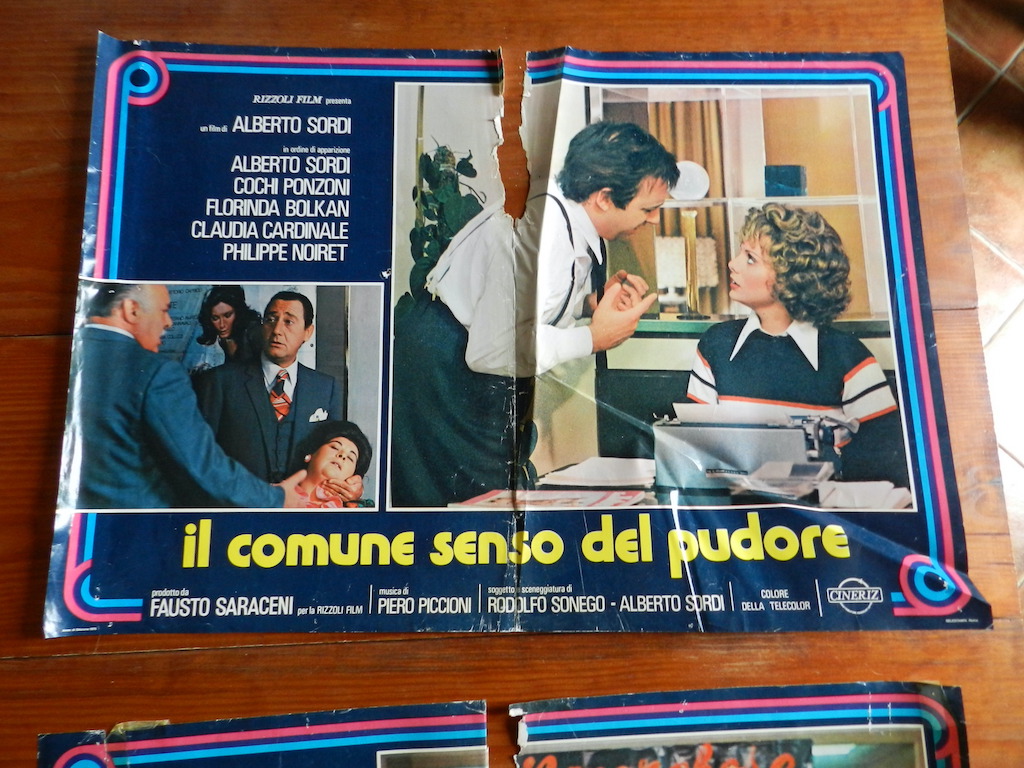 RIZZOLI FILM presenta
un film di ALBERTO SORDI
in ordine di apparizione
ALBERTO SORDI
COCHI PONZONI
FLORINDA BOLKAN
CLAUDIA CARDINALE
PHILIPPE NOIRET
il comune senso del pudore
prodotto da
FAUSTO SARACENI per la RIZZOLI FILM
musica di
PIERO PICCIONI
soggetto e sceneggiatura di
RODOLFO SONEGO - ALBERTO SORDI
COLORE
DELLA TELECOLOR
CINERIZ